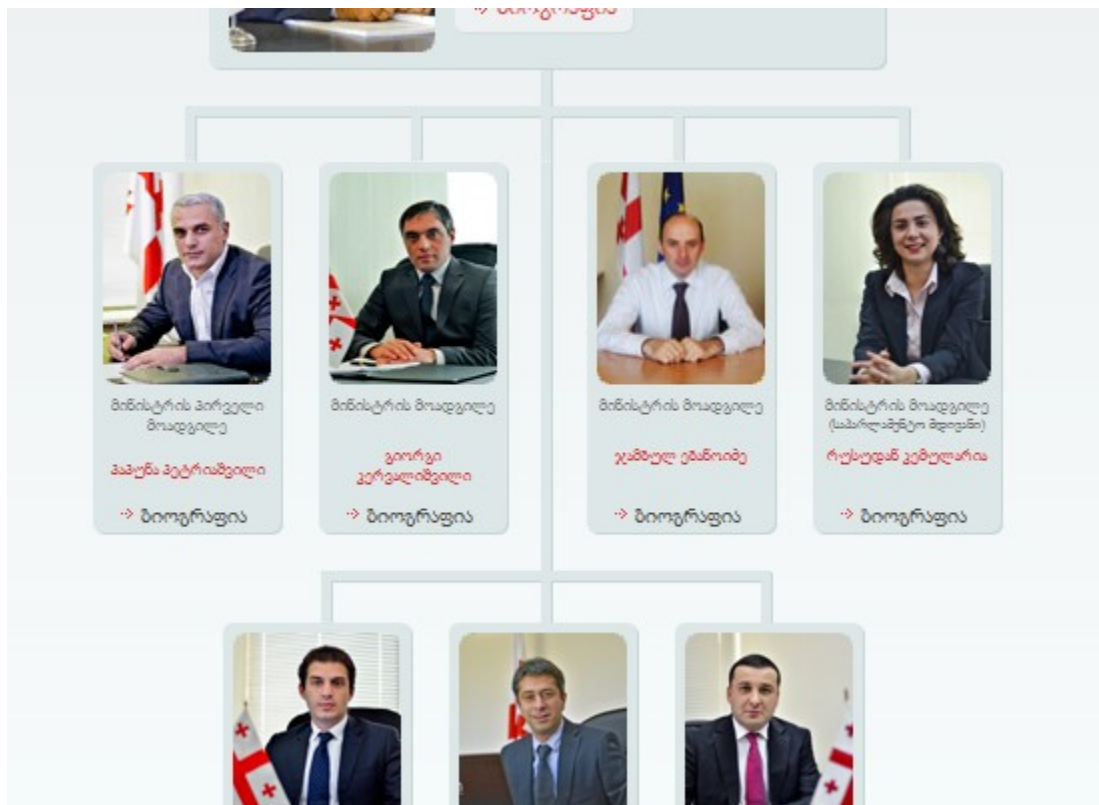 ბიოგრაფია
მინისტრის პირველი
მოადგილე
პაპუნა პეტრიაშვილი
ბიოგრაფია
მინისტრის მოადგილე
გიორგი
კერვალიშვილი
ბიოგრაფია
მინისტრის მოადგილე
ჯამბულ ებანოიძე
ბიოგრაფია
მინისტრის მოადგილე
(საპარლამენტო მდივანი)
რუსუდან კემულარია
ბიოგრაფია